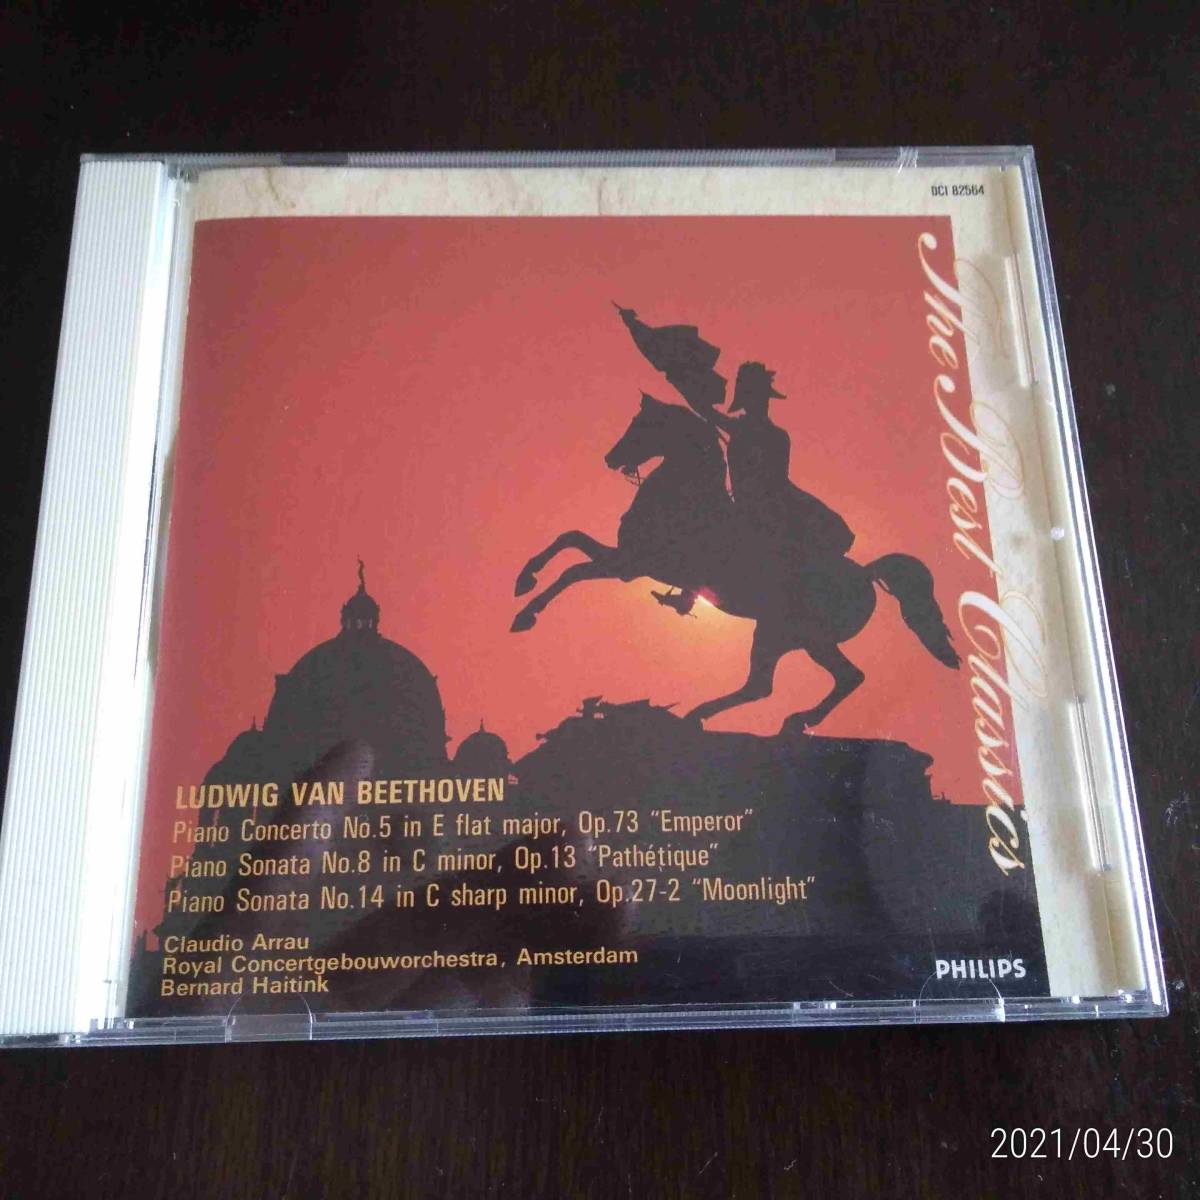 DCI 82564
The Best Classics
LUDWIG VAN BEETHOVEN
Piano Concerto No.5 in E flat major, Op.73 “Emperor”
Piano Sonata No.8 in C minor, Op.13 “Pathétique”
Piano Sonata No.14 in C sharp minor, Op.27-2 “Moonlight”
Claudio Arrau
Royal Concertgebouworchestra, Amsterdam
Bernard Haitink
PHILIPS
2021/04/30